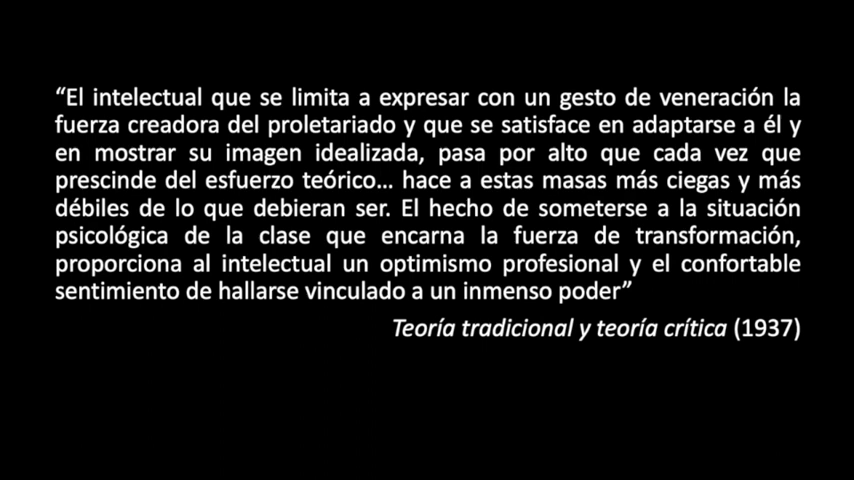 “El intelectual que se limita a expresar con un gesto de veneración la
fuerza creadora del proletariado y que se satisface en adaptarse a él y
en mostrar su imagen idealizada, pasa por alto que cada vez que
prescinde del esfuerzo teórico... hace a estas masas más ciegas y más
débiles de lo que debieran ser. El hecho de someterse a la situación
psicológica de la clase que encarna la fuerza de transformación,
proporciona al intelectual un optimismo profesional y el confortable
sentimiento de hallarse vinculado a un inmenso poder”
Teoría tradicional y teoría crítica (1937)